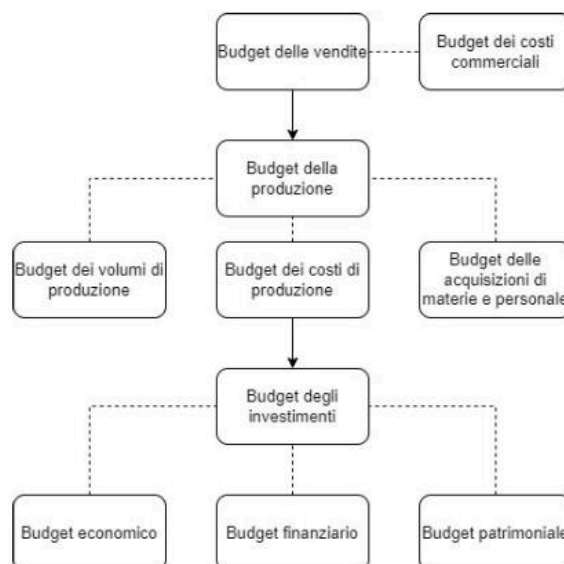 Budget delle vendite
Budget dei costi
commerciali
Budget della
produzione
Budget dei volumi di
produzione
Budget dei costi di
produzione
Budget delle
acquisizioni di
materie e personale
Budget degli
investimenti
Budget economico
Budget finanziario
Budget patrimoniale